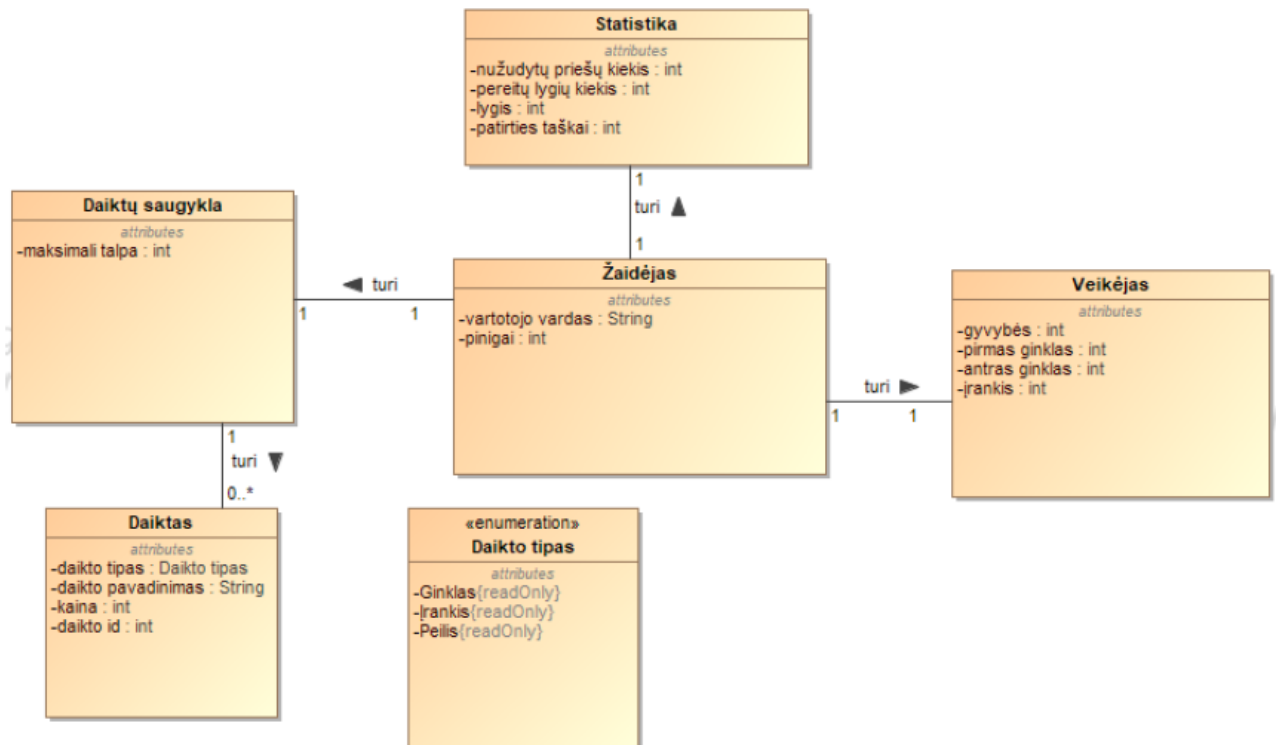 Statistika
attributes
-nužudytų priešų kiekis : int
-pereitų lygių kiekis : int
-lygis : int
-patirties taškai : int
1
turi
1
Daiktų saugykla
attributes
-maksimali talpa : int
turi
1
1
Žaidėjas
attributes
-vartotojo vardas : String
-pinigai : int
turi
1
1
Veikėjas
attributes
-gyvybės : int
-pirmas ginklas : int
-antras ginklas : int
-įrankis : int
1
turi
0..*
Daiktas
attributes
-daikto tipas : Daikto tipas
-daikto pavadinimas : String
-kaina : int
-daikto id : int
«enumeration»
Daikto tipas
attributes
-Ginklas{readOnly}
-Įrankis{readOnly}
-Peilis{readOnly}